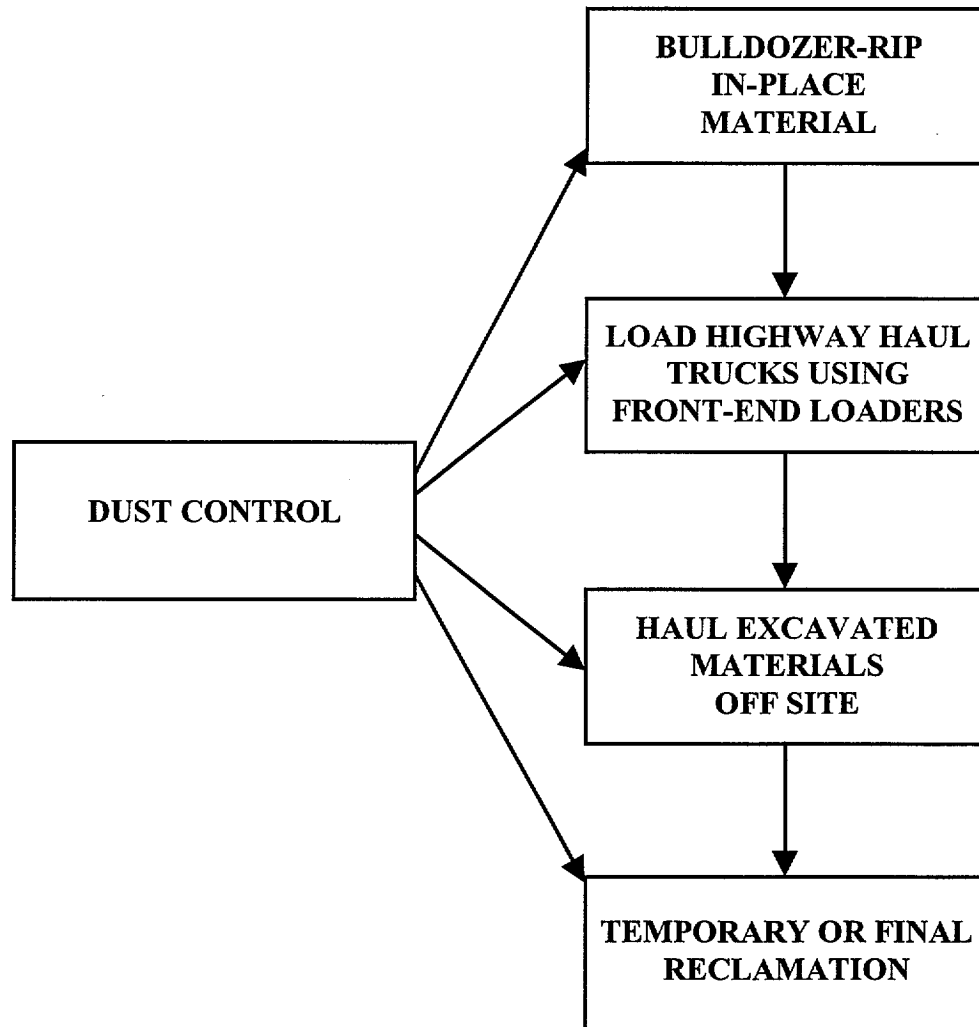 BULLDOZER-RIP
IN-PLACE
MATERIAL
LOAD HIGHWAY HAUL
TRUCKS USING
FRONT-END LOADERS
DUST CONTROL
HAUL EXCAVATED
MATERIALS
OFF SITE
TEMPORARY OR FINAL
RECLAMATION